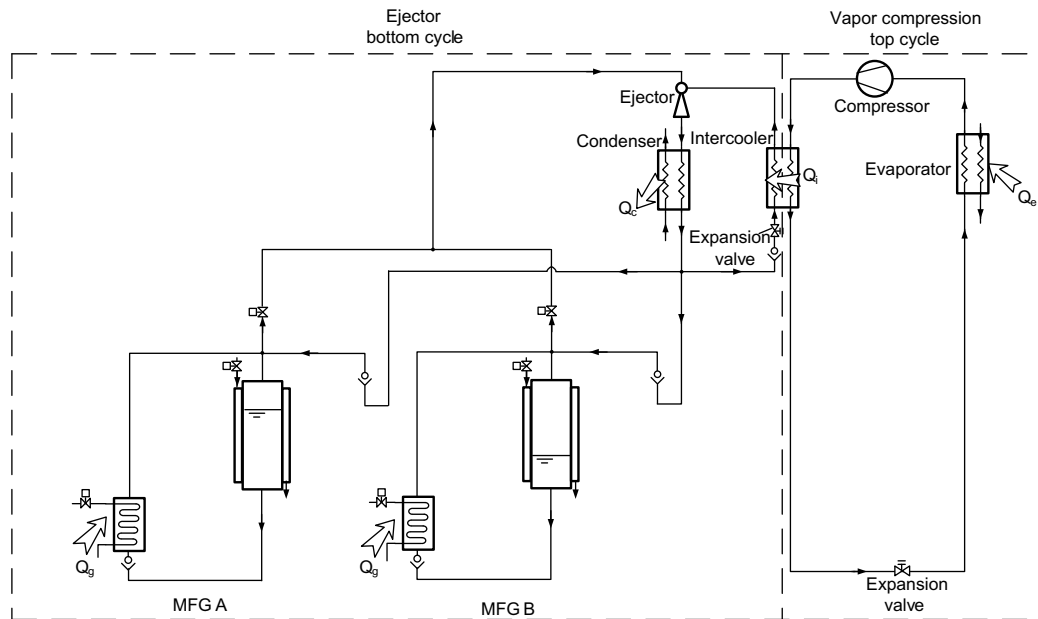 Ejector
bottom cycle
Vapor compression
top cycle
Compressor
Ejector
Condenser
Intercooler
Evaporator
Qi
Qe
Qc
Expansion
valve
Qg
Qg
Expansion
valve
MFG A
MFG B